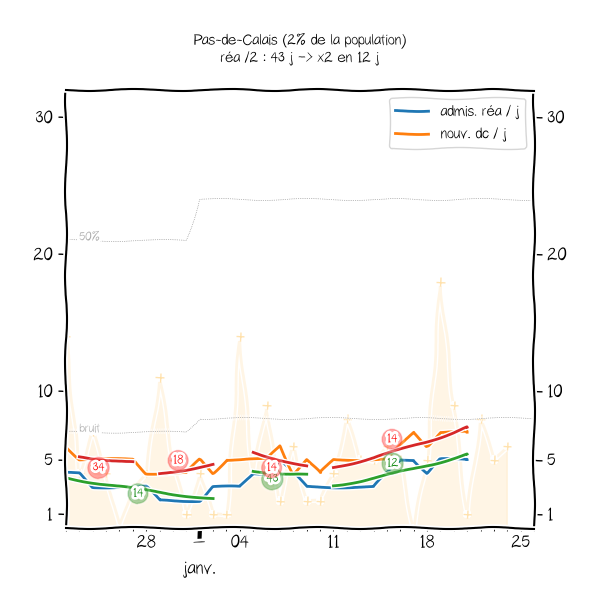 Pas-de-Calais (2% de la population)
réa /2 : 43 j -> x2 en 12 j
admis. réa / j
nouv. dc / j
30 30
50%
20 20
10 10
bruit
5 5
34 18 14 14 43 14 12
1 1
28 1 04 11 18 25
janv.